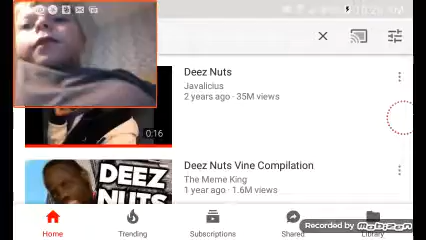 Deez Nuts
Javalicius
2 years ago · 35M views
0:16
Deez Nuts Vine Compilation
The Meme King
1 year ago · 1.6M views
DEEZ
NUTS
Home
Trending
Subscriptions
Shared
Library
Recorded by Mobizen